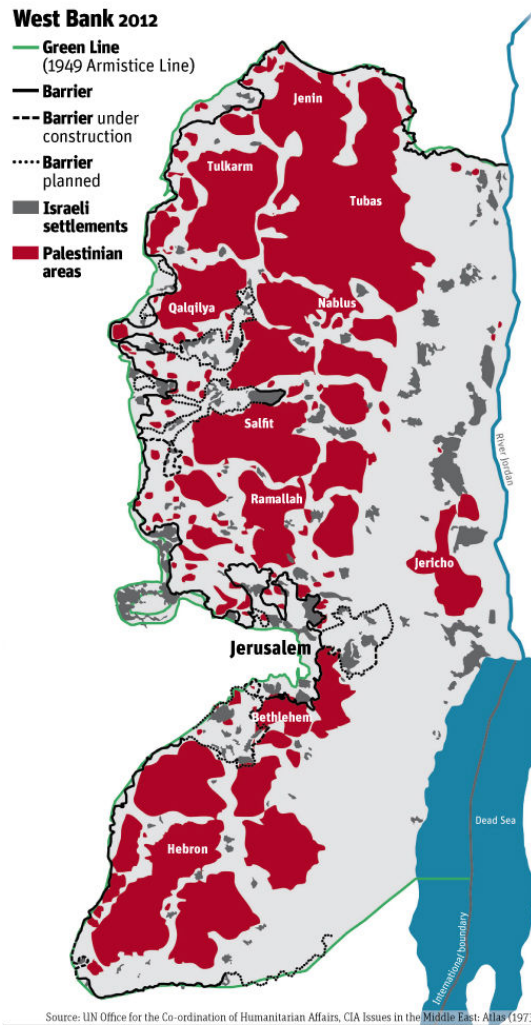 West Bank 2012
Green Line
(1949 Armistice Line)
Barrier
Barrier under
construction
Barrier
planned
Israeli
settlements
Palestinian
areas
Jenin
Tulkarm
Tubas
Qalqilya
Nablus
Salfit
River Jordan
Ramallah
Jericho
Jerusalem
Bethlehem
Dead Sea
Hebron
International boundary
Source: UN Office for the Co-ordination of Humanitarian Affairs, CIA Issues in the Middle East: Atlas (197